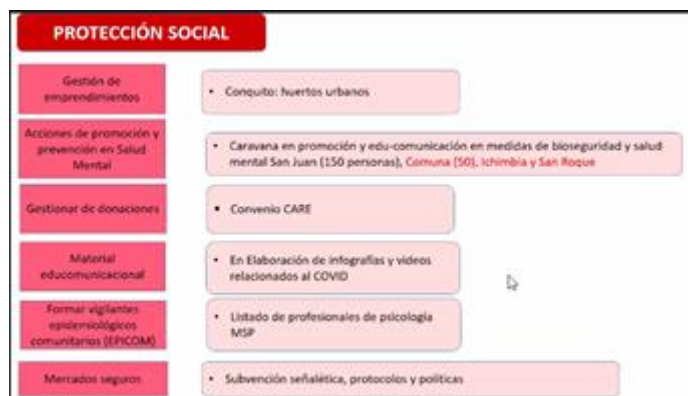 PROTECCIÓN SOCIAL
Gestión de
emprendimientos
• Conquito: huertos urbanos
Acciones de promoción y
prevención en Salud
Mental
• Caravana en promoción y edu-comunicación en medidas de bioseguridad y salud
mental San Juan (150 personas), Comuna (50), Ichimbia y San Roque
Gestionar de donaciones
▪ Convenio CARE
Material
educomunicacional
• En Elaboración de infografías y videos
relacionados al COVID
Formar vigilantes
epidemiológicos
comunitarios (EPICOM)
• Listado de profesionales de psicología
MSP
Mercados seguros
• Subvención señalética, protocolos y políticas